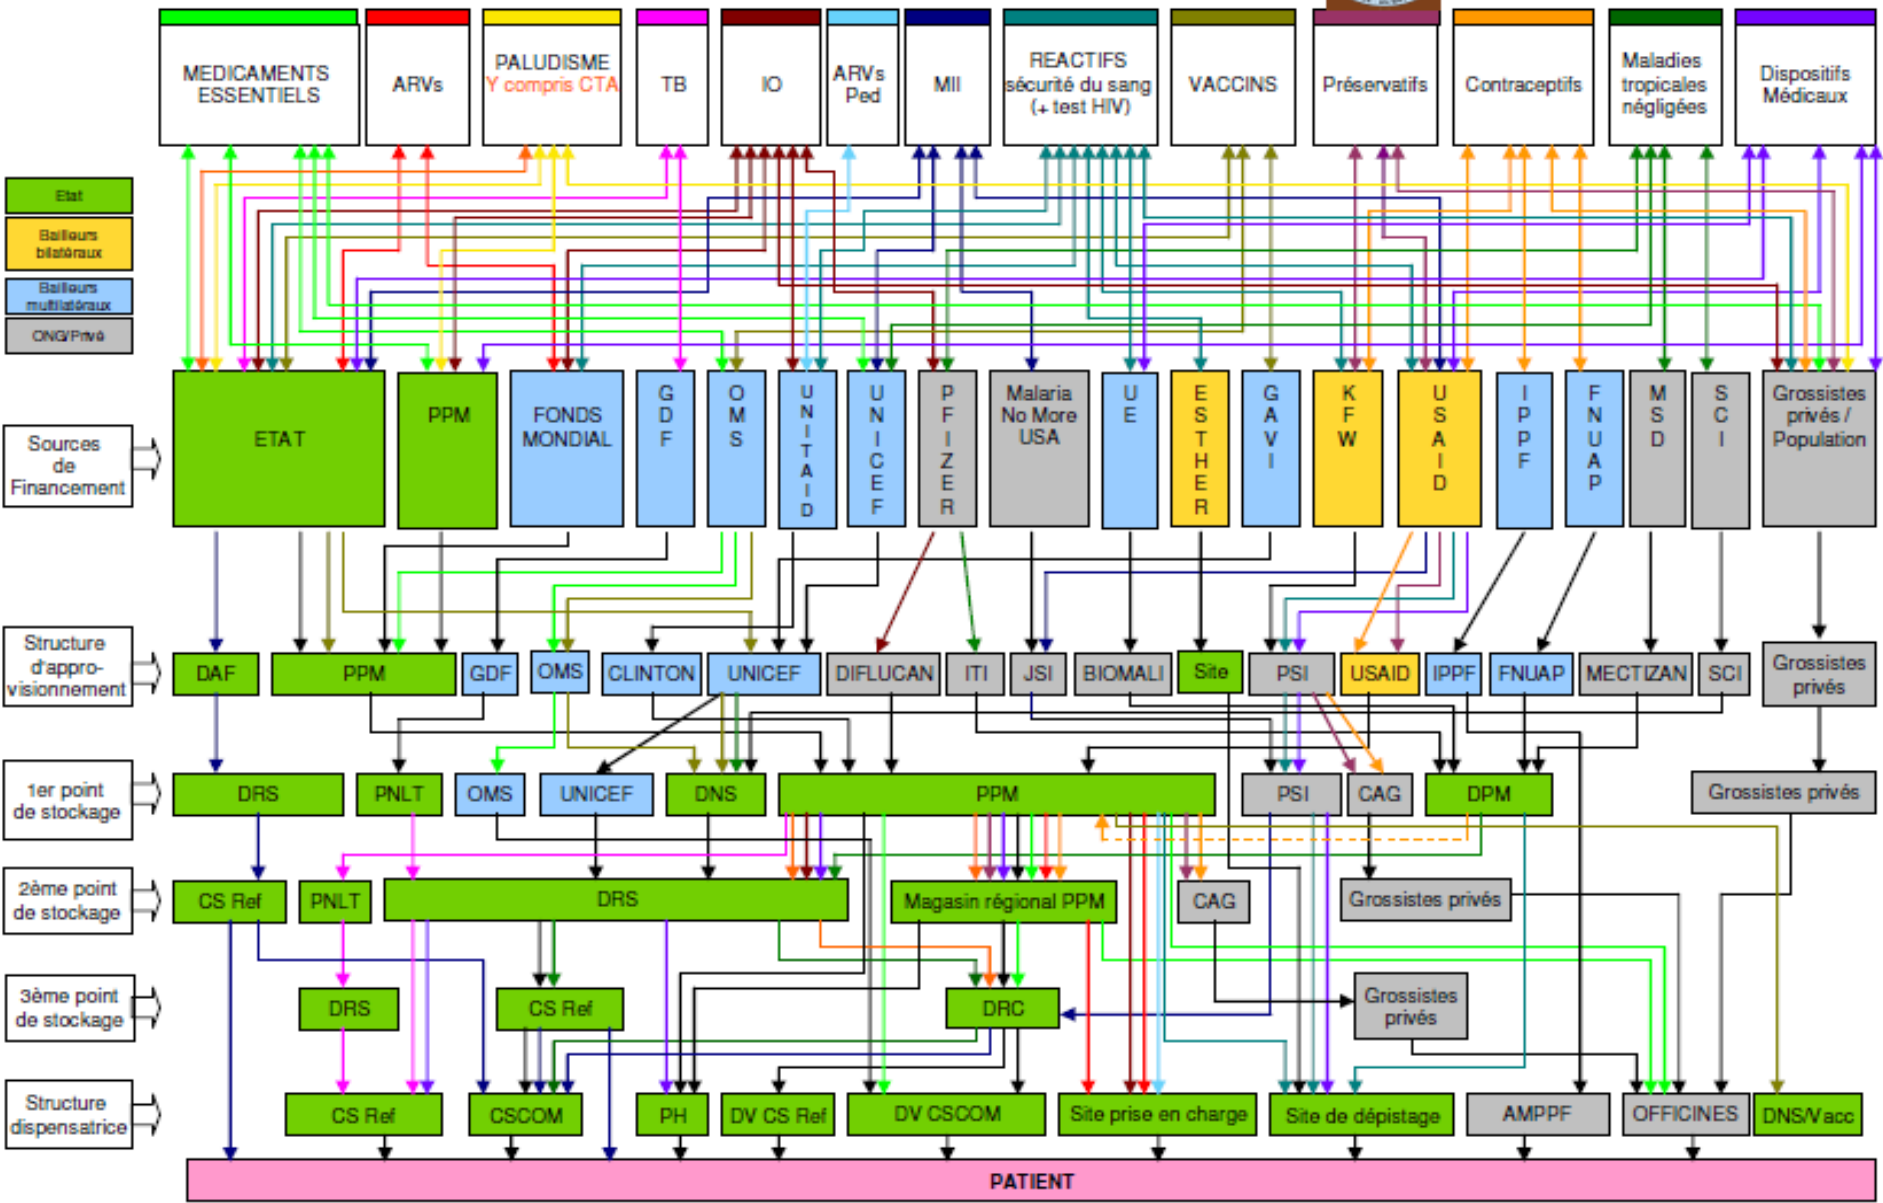 MEDICAMENTS
ESSENTIELS
ARVs
PALUDISME
Y compris CTA
TB
IO
ARVs
Ped
MII
REACTIFS
sécurité du sang
(+ test HIV)
VACCINS
Préservatifs
Contraceptifs
Maladies
tropicales
négligées
Dispositifs
Médicaux
Etat
Bailleurs
bilatéraux
Bailleurs
multilatéraux
ONG/Privé
Sources
de
Financement
ETAT
PPM
FONDS
MONDIAL
GDF
OMS
UNITAID
UNICEF
PFIZER
Malaria
No More
USA
UE
ESTHER
GAVI
KFW
USAID
IPPF
FNUAP
MSD
SCI
Grossistes
privés /
Population
Structure
d'appro-
visionnement
DAF
PPM
GDF
OMS
CLINTON
UNICEF
DIFLUCAN
ITI
JSI
BIOMALI
Site
PSI
USAID
IPPF
FNUAP
MECTIZAN
SCI
Grossistes
privés
1er point
de stockage
DRS
PNLT
OMS
UNICEF
DNS
PPM
PSI
CAG
DPM
Grossistes privés
2ème point
de stockage
CS Ref
PNLT
DRS
Magasin régional PPM
CAG
Grossistes privés
3ème point
de stockage
DRS
CS Ref
DRC
Grossistes
privés
Structure
dispensatrice
CS Ref
CSCOM
PH
DV CS Ref
DV CSCOM
Site prise en charge
Site de dépistage
AMPPF
OFFICINES
DNS/Vacc
PATIENT